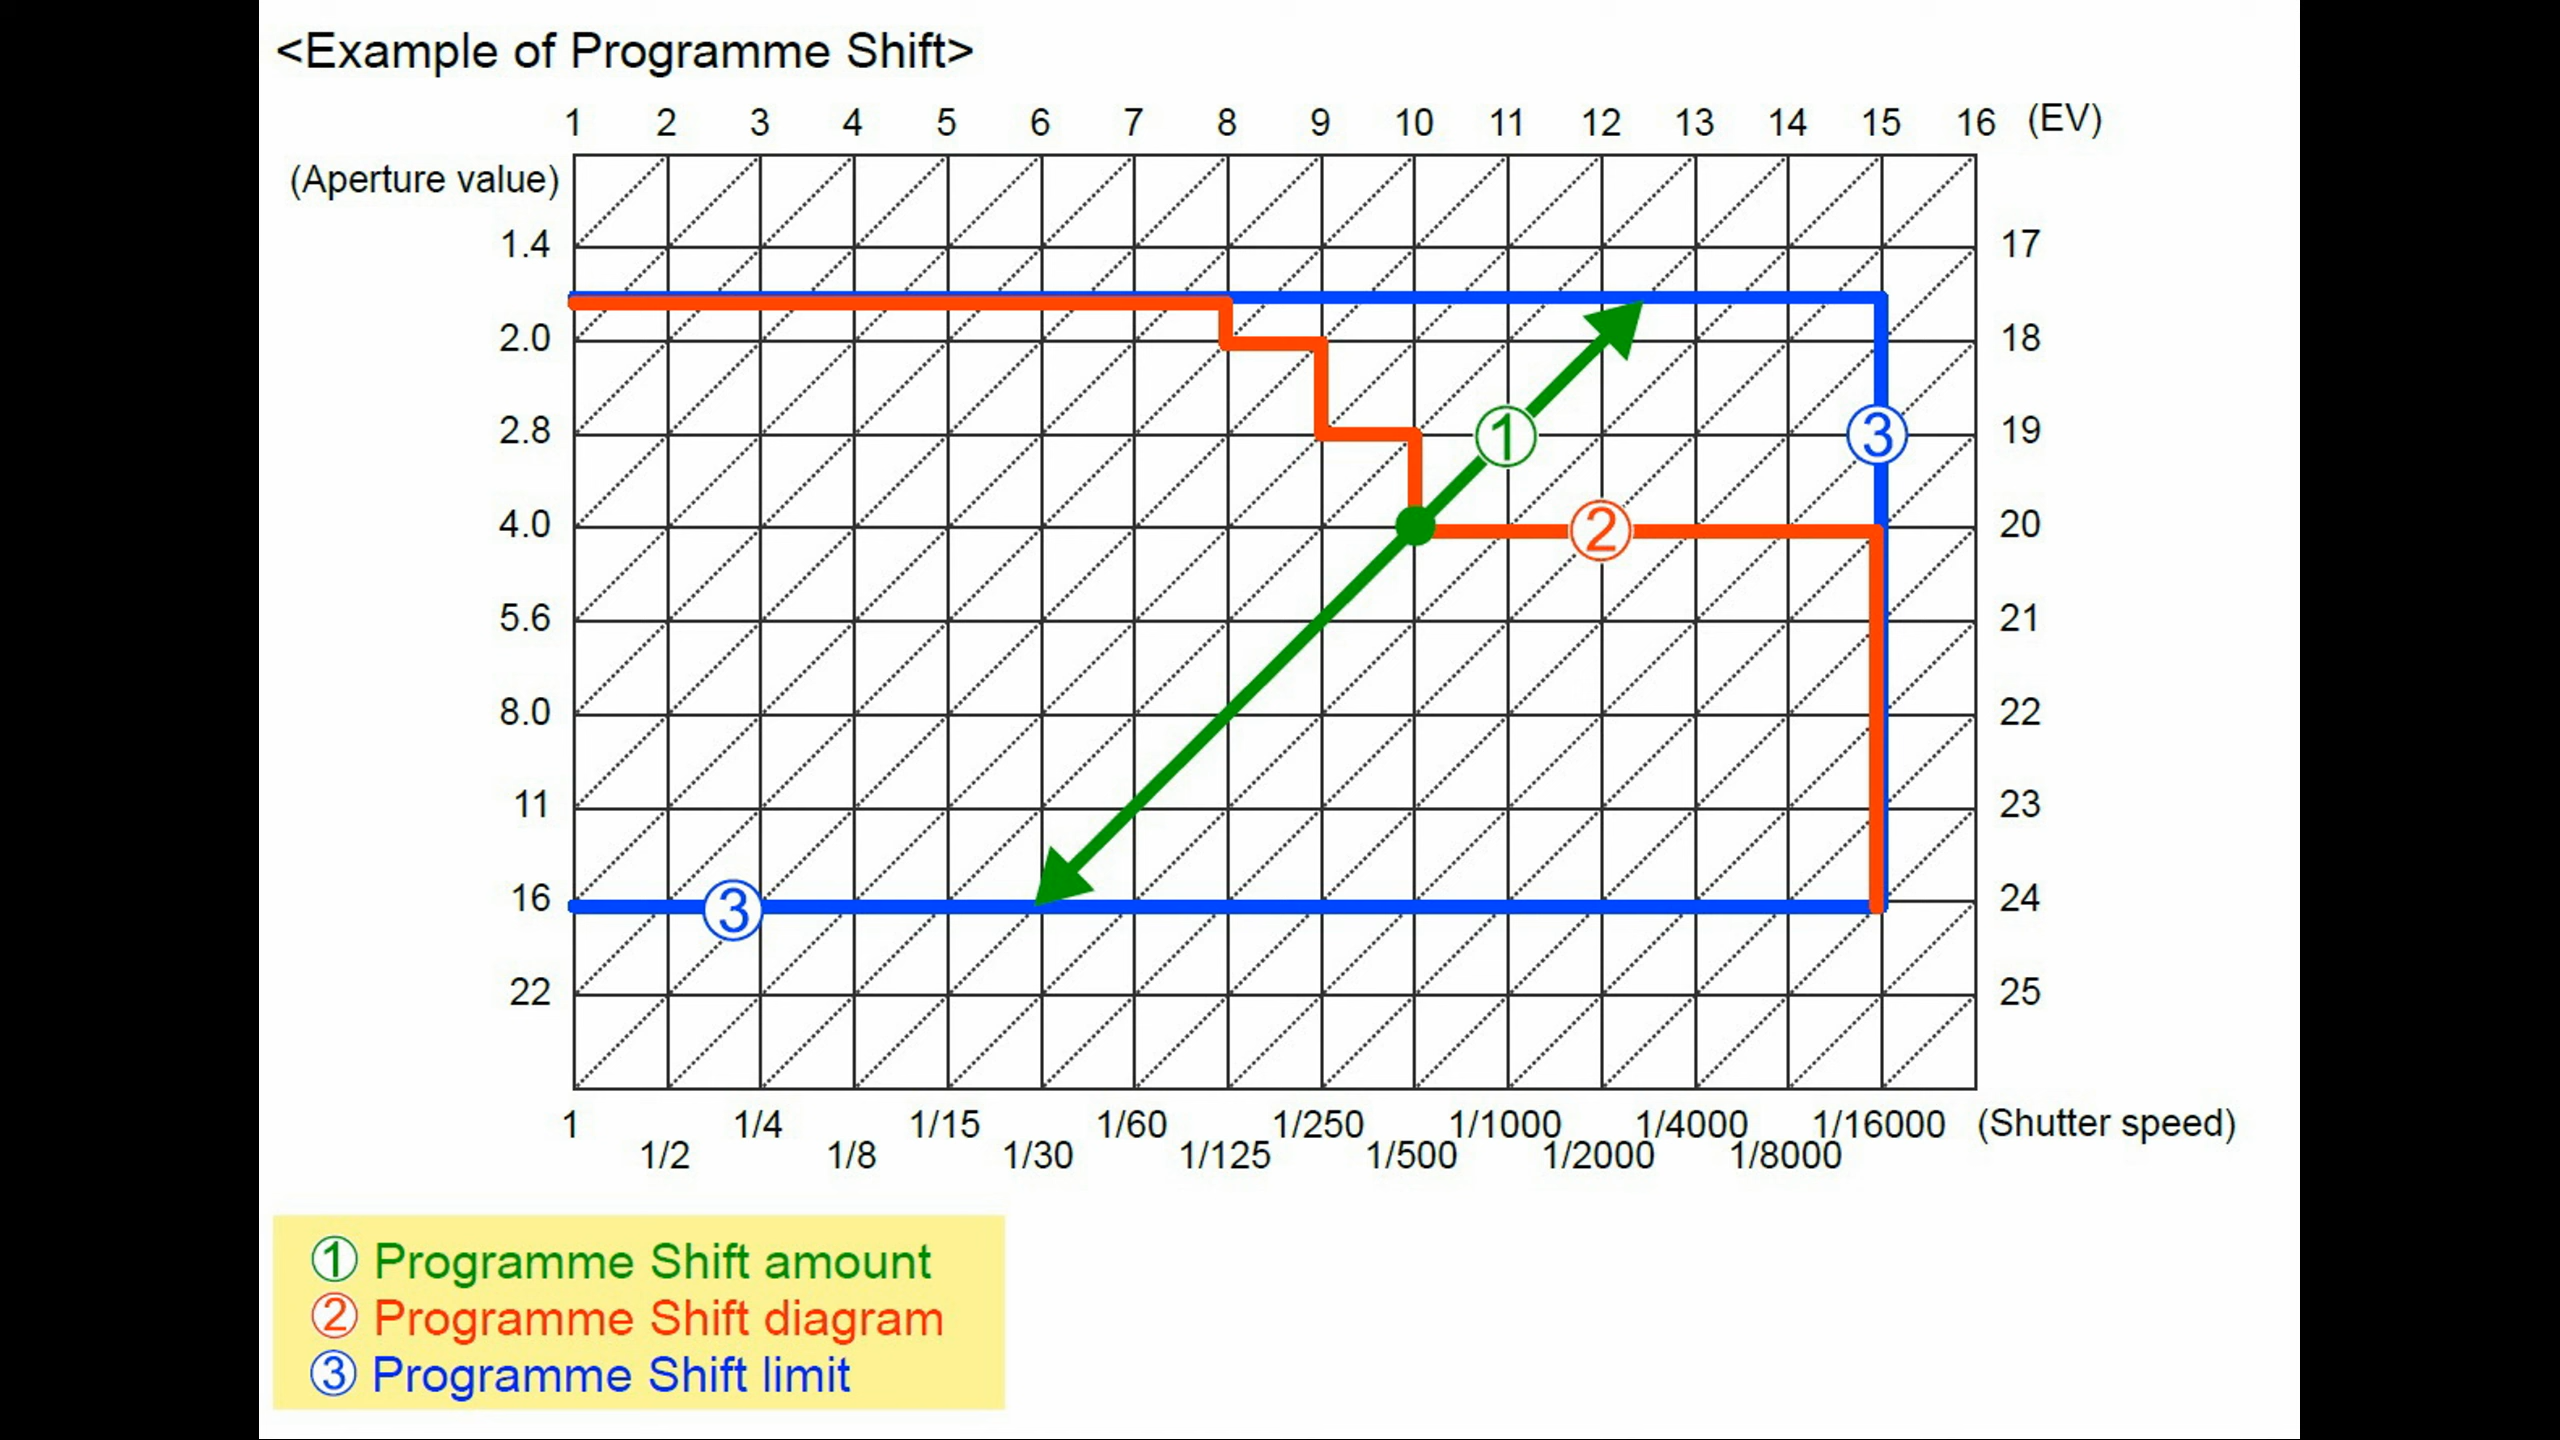 <Example of Programme Shift>
1 2 3 4 5 6 7 8 9 10 11 12 13 14 15 16 (EV)
(Aperture value)
1.4 17
2.0 18
2.8 1 3 19
4.0 2 20
5.6 21
8.0 22
11 23
16 3 24
22 25
1 1/4 1/15 1/60 1/250 1/1000 1/4000 1/16000 (Shutter speed)
1/2 1/8 1/30 1/125 1/500 1/2000 1/8000
① Programme Shift amount
② Programme Shift diagram
③ Programme Shift limit